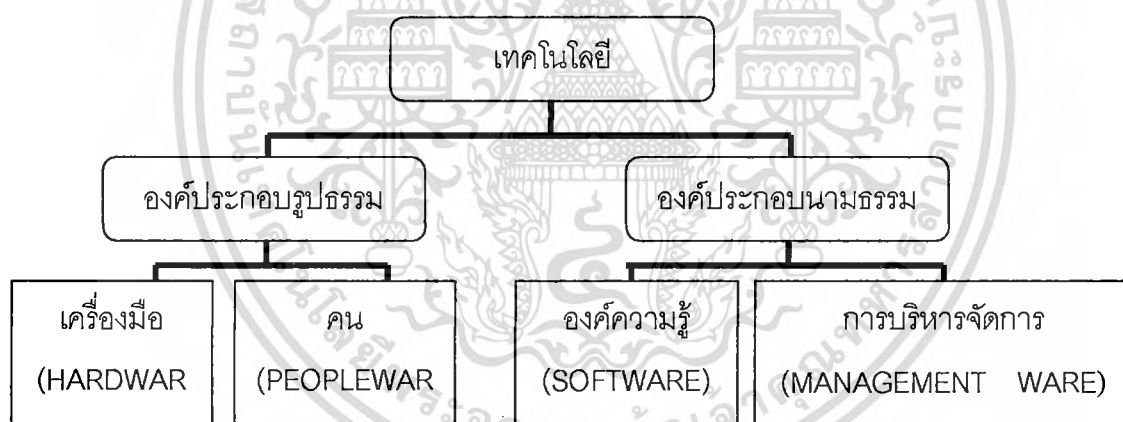 เทคโนโลยี
องค์ประกอบรูปธรรม
องค์ประกอบนามธรรม
เครื่องมือ
(HARDWAR
คน
(PEOPLEWAR
องค์ความรู้
(SOFTWARE)
การบริหารจัดการ
(MANAGEMENT WARE)